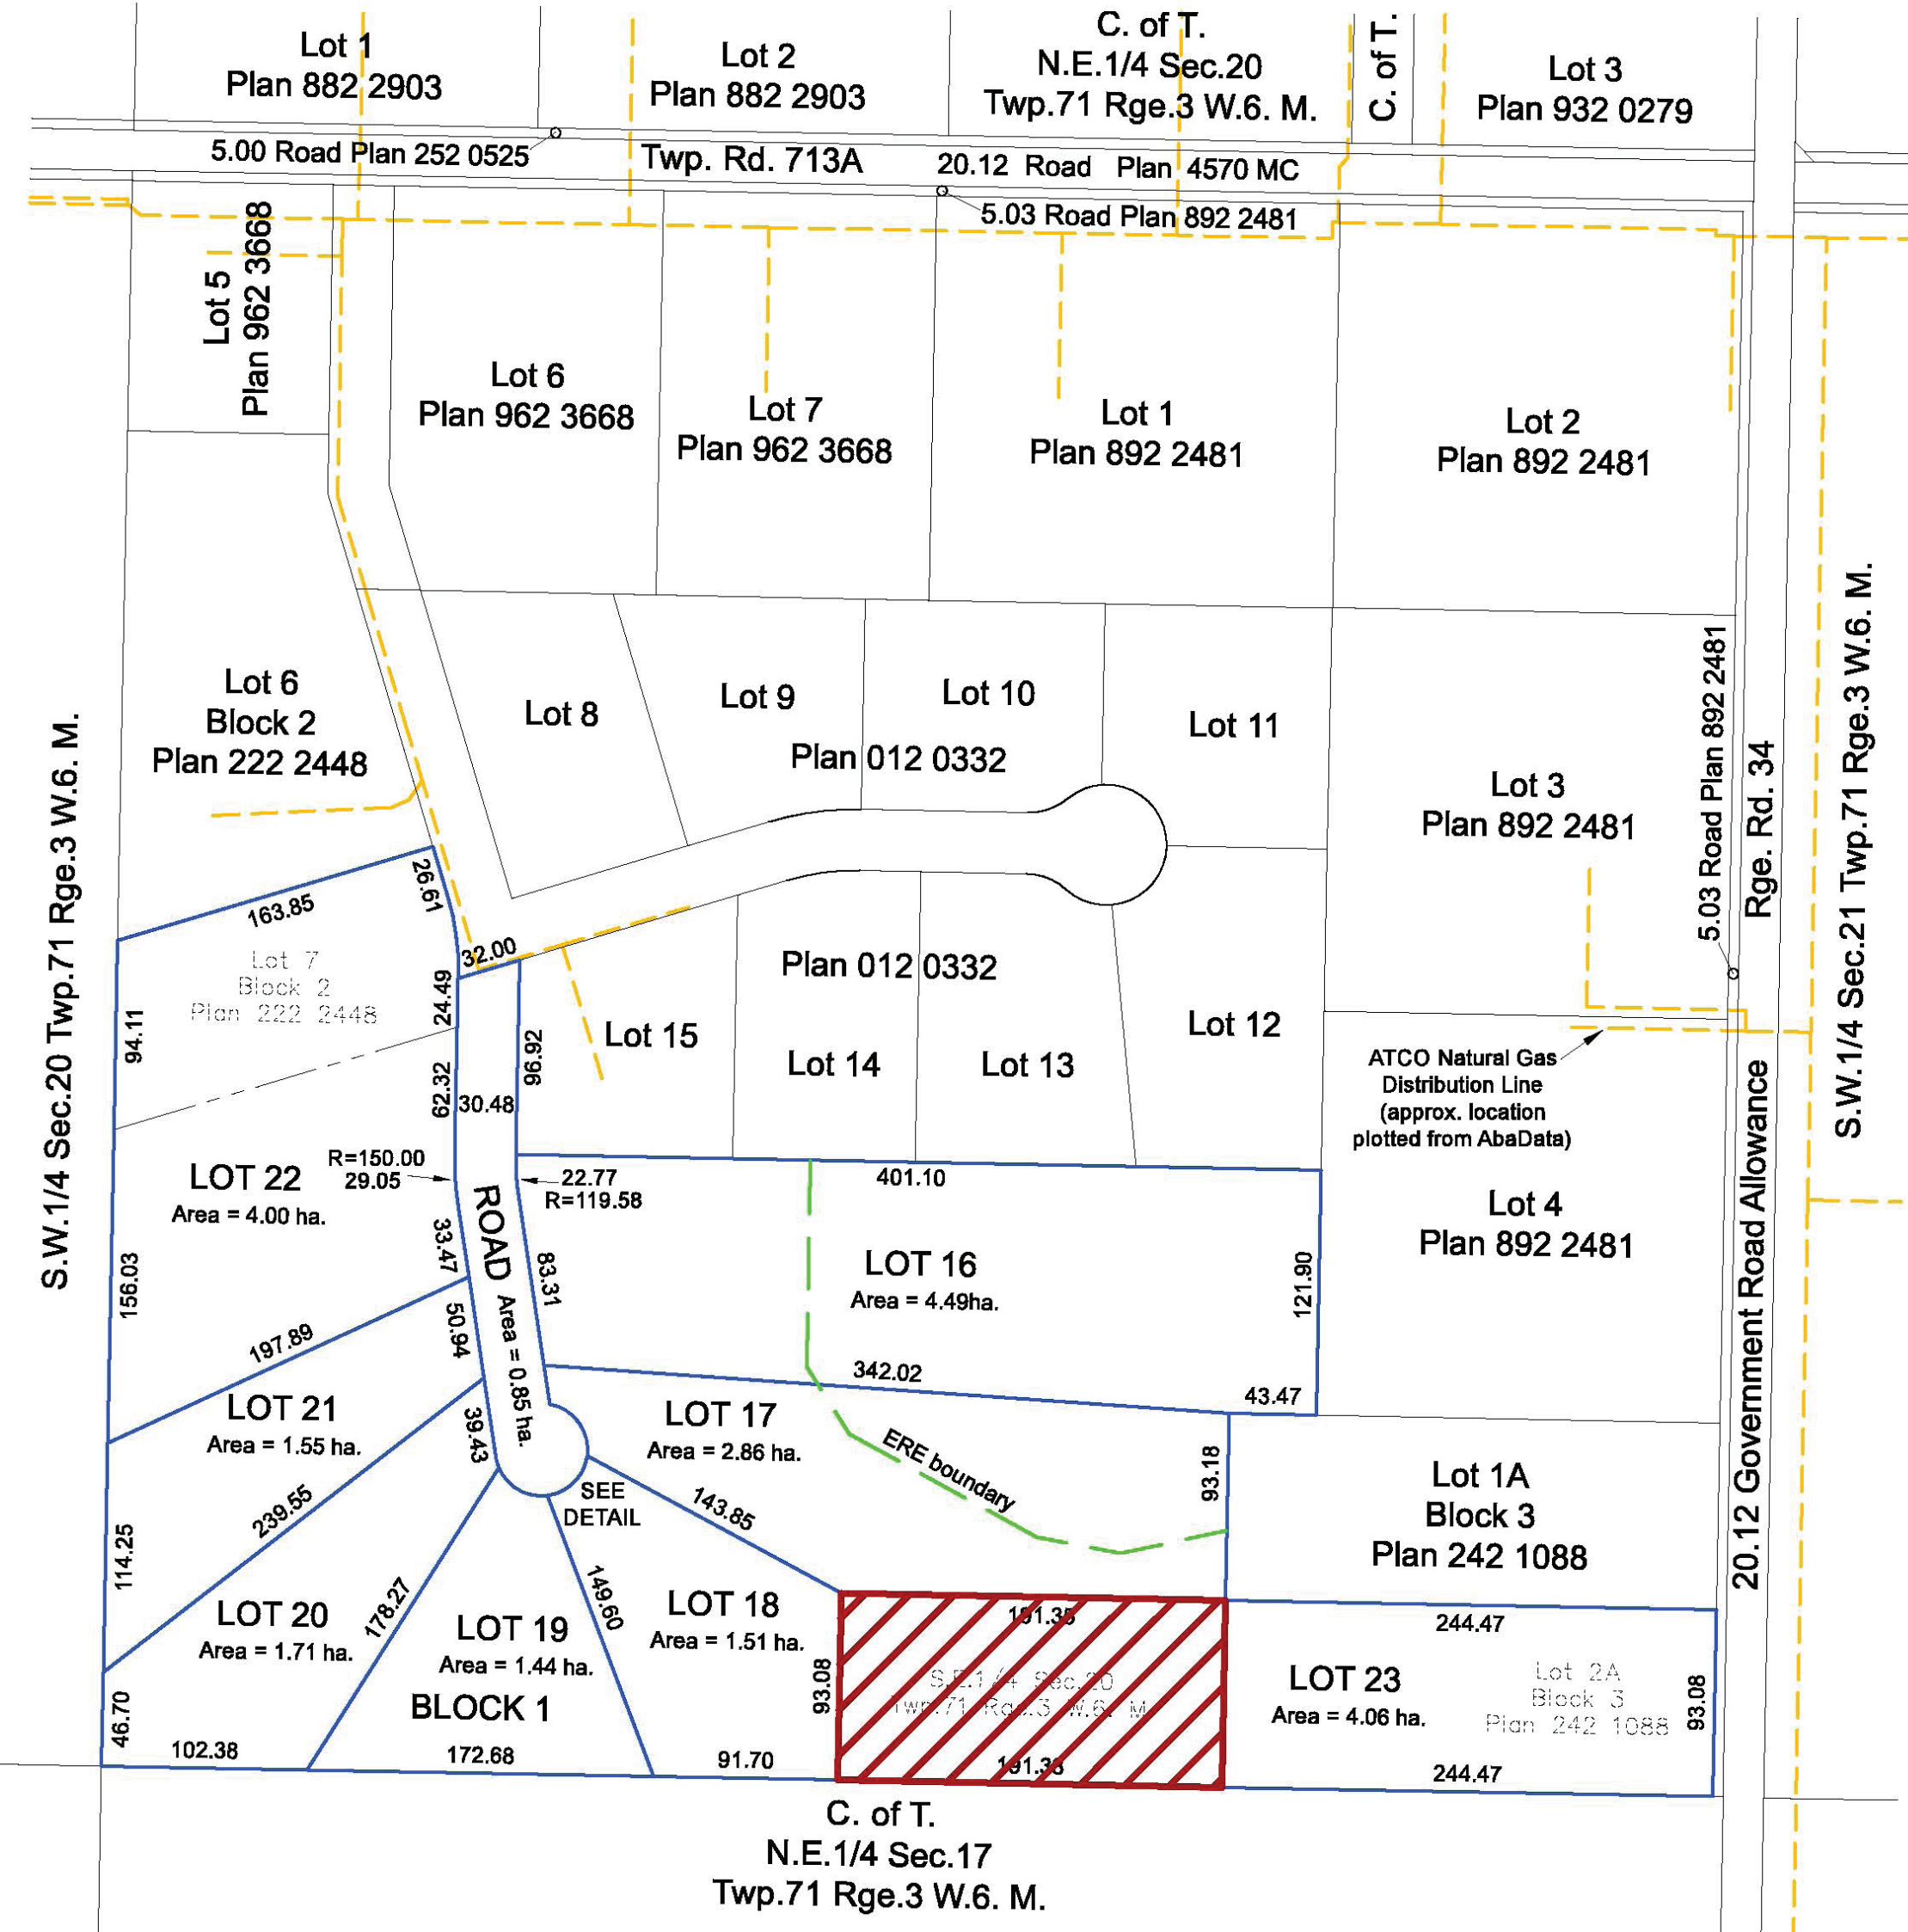 Lot 1
Plan 882 2903
Lot 2
Plan 882 2903
C. of T.
N.E.1/4 Sec.20
Twp.71 Rge.3 W.6. M.
C. of T.
Lot 3
Plan 932 0279
5.00 Road Plan 252 0525
Twp. Rd. 713A
20.12 Road Plan 4570 MC
5.03 Road Plan 892 2481
Lot 5
Plan 962 3668
Lot 6
Plan 962 3668
Lot 7
Plan 962 3668
Lot 1
Plan 892 2481
Lot 2
Plan 892 2481
Lot 6
Block 2
Plan 222 2448
Lot 8
Lot 9
Lot 10
Plan 012 0332
Lot 11
Lot 3
Plan 892 2481
5.03 Road Plan 892 2481
Rge. Rd. 34
S.W.1/4 Sec.21 Twp.71 Rge.3 W.6. M.
S.W.1/4 Sec.20 Twp.71 Rge.3 W.6. M.
163.85
26.61
Lot 7
Block 2
Plan 222 2448
94.11
24.49
32.00
62.32
30.48
96.92
Lot 15
Plan 012 0332
Lot 14
Lot 13
Lot 12
ATCO Natural Gas
Distribution Line
(approx. location
plotted from AbaData)
20.12 Government Road Allowance
LOT 22
Area = 4.00 ha.
R=150.00
29.05
22.77
R=119.58
401.10
ROAD Area = 0.85 ha.
33.47
83.31
LOT 16
Area = 4.49ha.
121.90
Lot 4
Plan 892 2481
156.03
197.89
50.94
342.02
43.47
LOT 21
Area = 1.55 ha.
39.43
LOT 17
Area = 2.86 ha.
ERE boundary
93.18
Lot 1A
Block 3
Plan 242 1088
239.55
SEE
DETAIL
143.85
114.25
178.27
149.60
LOT 20
Area = 1.71 ha.
LOT 19
Area = 1.44 ha.
BLOCK 1
LOT 18
Area = 1.51 ha.
93.08
S.E.1/4 Sec.20
Twp.71 Rge.3 W.6. M.
244.47
LOT 23
Area = 4.06 ha.
Lot 2A
Block 3
Plan 242 1088
93.08
46.70
102.38
172.68
91.70
244.47
C. of T.
N.E.1/4 Sec.17
Twp.71 Rge.3 W.6. M.